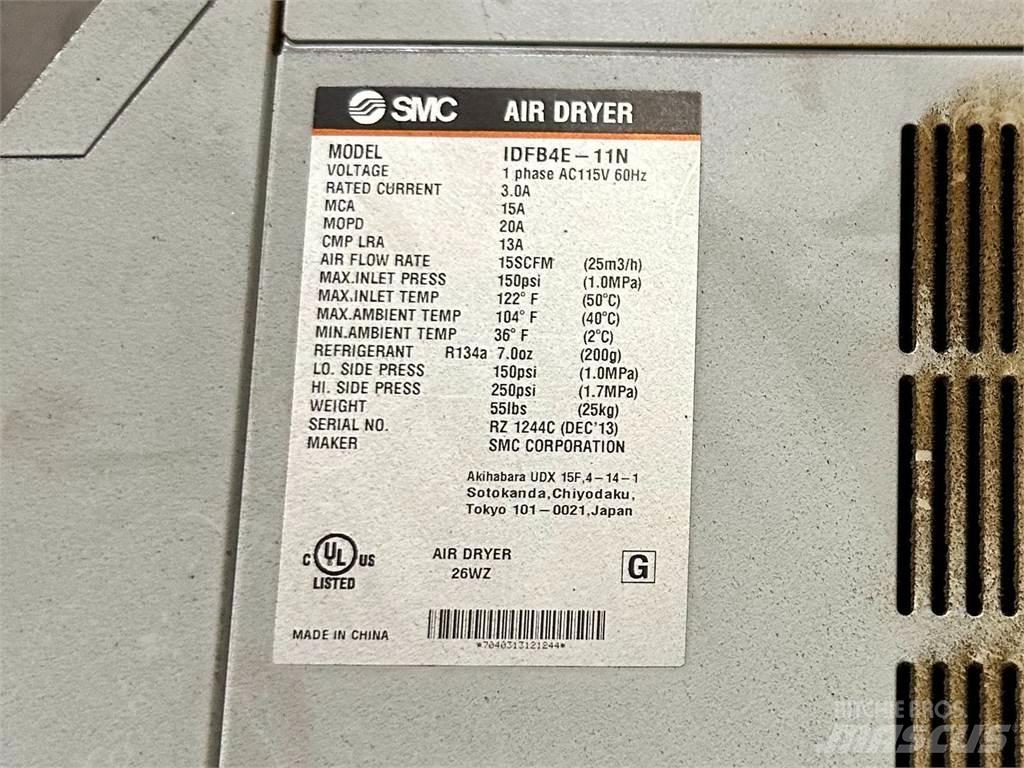 SMC AIR DRYER
MODEL IDFB4E-11N
VOLTAGE 1 phase AC115V 60Hz
RATED CURRENT 3.0A
MCA 15A
MOPD 20A
CMP LRA 13A
AIR FLOW RATE 15SCFM (25m3/h)
MAX.INLET PRESS 150psi (1.0MPa)
MAX.INLET TEMP 122°F (50°C)
MAX.AMBIENT TEMP 104°F (40°C)
MIN.AMBIENT TEMP 36°F (2°C)
REFRIGERANT R134a 7.0oz (200g)
LO. SIDE PRESS 150psi (1.0MPa)
HI. SIDE PRESS 250psi (1.7MPa)
WEIGHT 55lbs (25kg)
SERIAL NO. RZ 1244C (DEC'13)
MAKER SMC CORPORATION
Akihabara UDX 15F,4-14-1
Sotokanda,Chiyodaku,
Tokyo 101-0021,Japan
C UL US
LISTED
AIR DRYER
26WZ
G
MADE IN CHINA
*7040313121244*
RITCHIE BROS.
MASCUS